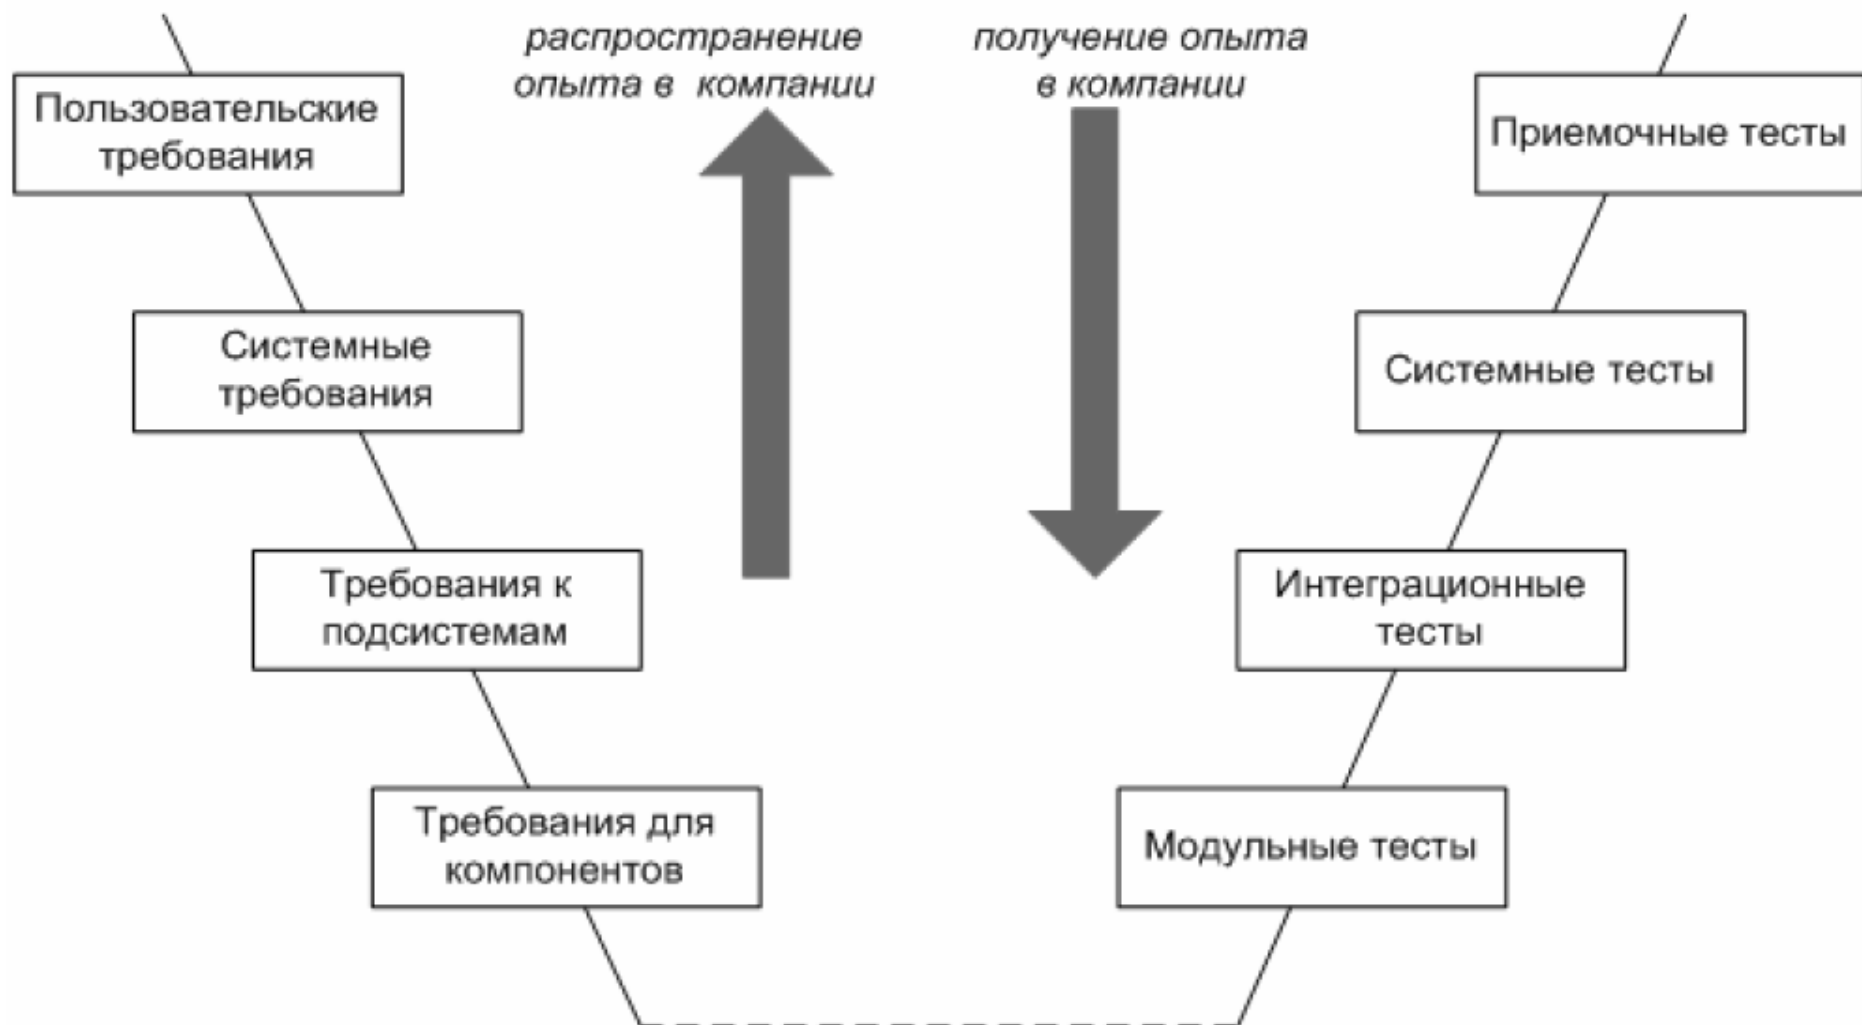 распространение
опыта в компании
получение опыта
в компании
Пользовательские
требования
Приемочные тесты
Системные
требования
Системные тесты
Требования к
подсистемам
Интеграционные
тесты
Требования для
компонентов
Модульные тесты